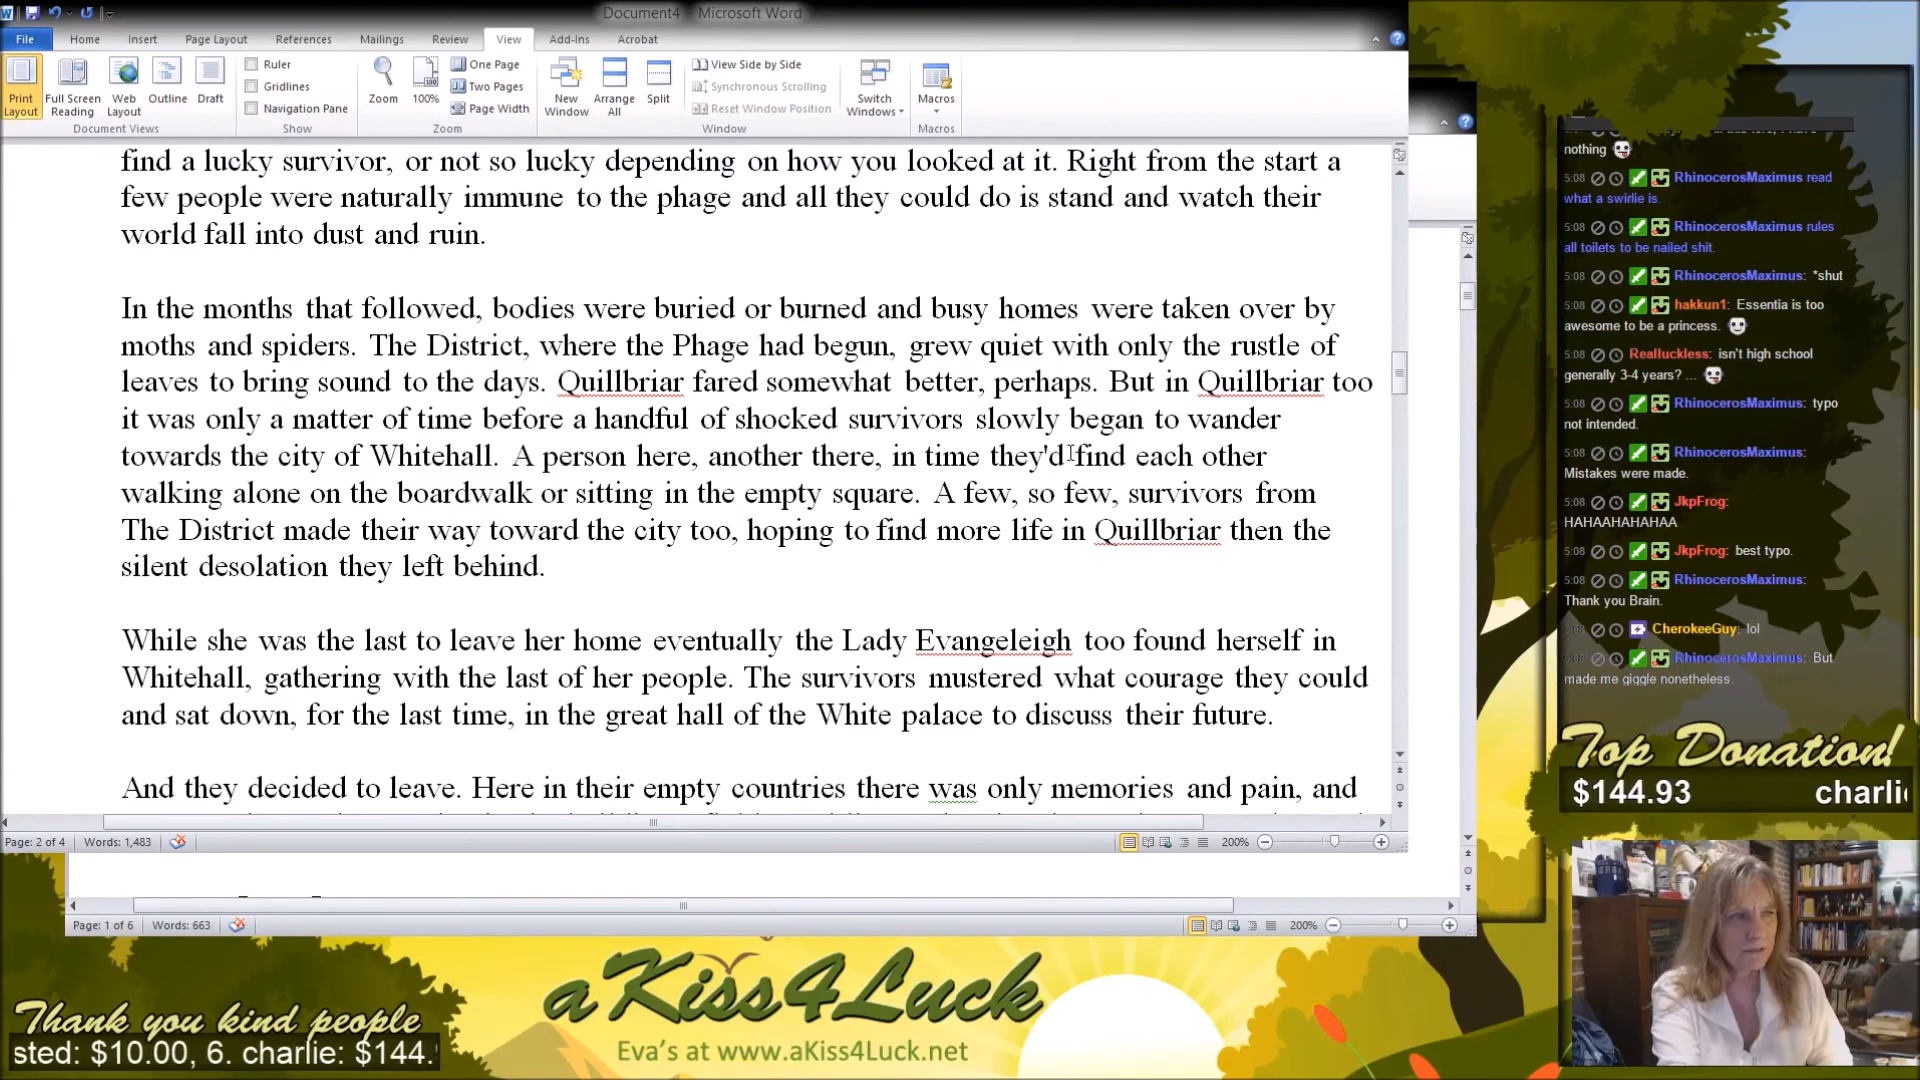 Document4 - Microsoft Word
File Home Insert Page Layout References Mailings Review View Add-Ins Acrobat
Print Layout
Full Screen Reading
Web Layout
Outline
Draft
Document Views
Ruler
Gridlines
Navigation Pane
Show
Zoom
100%
One Page
Two Pages
Page Width
Zoom
New Window
Arrange All
Split
View Side by Side
Synchronous Scrolling
Reset Window Position
Window
Switch Windows
Macros
Macros
find a lucky survivor, or not so lucky depending on how you looked at it. Right from the start a
few people were naturally immune to the phage and all they could do is stand and watch their
world fall into dust and ruin.
In the months that followed, bodies were buried or burned and busy homes were taken over by
moths and spiders. The District, where the Phage had begun, grew quiet with only the rustle of
leaves to bring sound to the days. Quillbriar fared somewhat better, perhaps. But in Quillbriar too
it was only a matter of time before a handful of shocked survivors slowly began to wander
towards the city of Whitehall. A person here, another there, in time they'd find each other
walking alone on the boardwalk or sitting in the empty square. A few, so few, survivors from
The District made their way toward the city too, hoping to find more life in Quillbriar then the
silent desolation they left behind.
While she was the last to leave her home eventually the Lady Evangeleigh too found herself in
Whitehall, gathering with the last of her people. The survivors mustered what courage they could
and sat down, for the last time, in the great hall of the White palace to discuss their future.
And they decided to leave. Here in their empty countries there was only memories and pain, and
Page: 2 of 4 Words: 1,483 200%
Page: 1 of 6 Words: 663 200%
nothing
5:08 RhinocerosMaximus read
what a swirlie is.
5:08 RhinocerosMaximus rules
all toilets to be nailed shit.
5:08 RhinocerosMaximus: *shut
5:08 hakkun1: Essentia is too
awesome to be a princess.
5:08 Realluckless: isn't high school
generally 3-4 years? ...
5:08 RhinocerosMaximus: typo
not intended.
5:08 RhinocerosMaximus:
Mistakes were made.
5:08 JkpFrog:
HAHAAHAHAHAA
5:08 JkpFrog: best typo.
5:08 RhinocerosMaximus:
Thank you Brain.
CherokeeGuy: lol
RhinocerosMaximus: But
made me giggle nonetheless.
Top Donation!
$144.93 charli
aKiss4Luck
Eva's at www.aKiss4Luck.net
Thank you kind people
sted: $10.00, 6. charlie: $144.